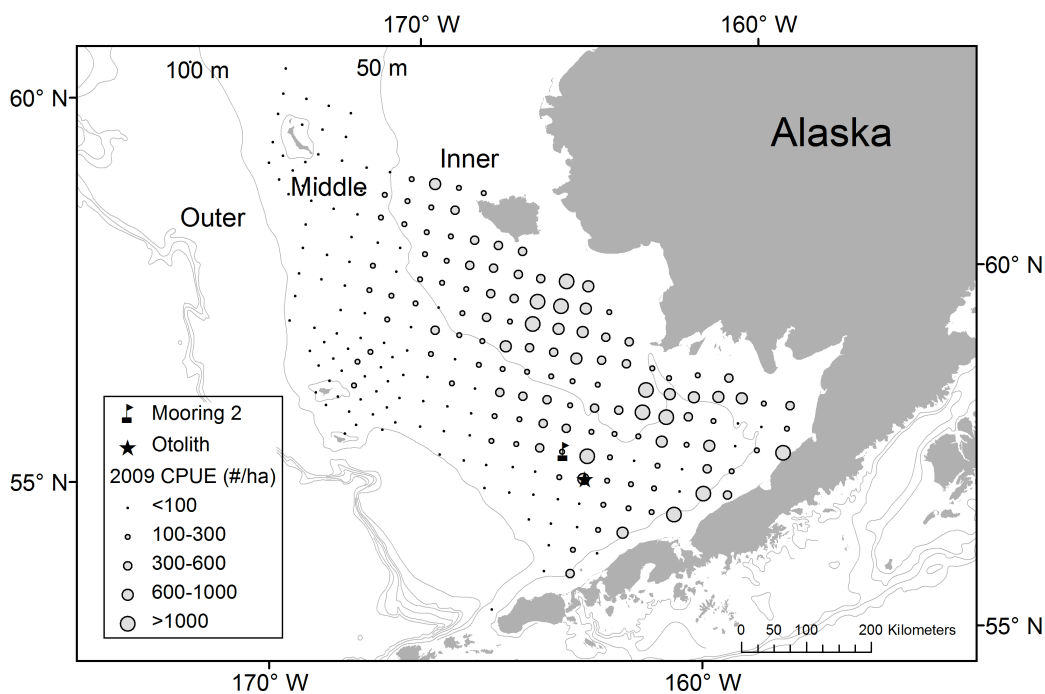 170° W 160° W
100 m 50 m
60° N
Alaska
Inner
Middle
Outer
60° N
Mooring 2
Otolith
2009 CPUE (#/ha)
<100
100-300
300-600
600-1000
>1000
55° N
55° N
0 50 100 200 Kilometers
170° W 160° W